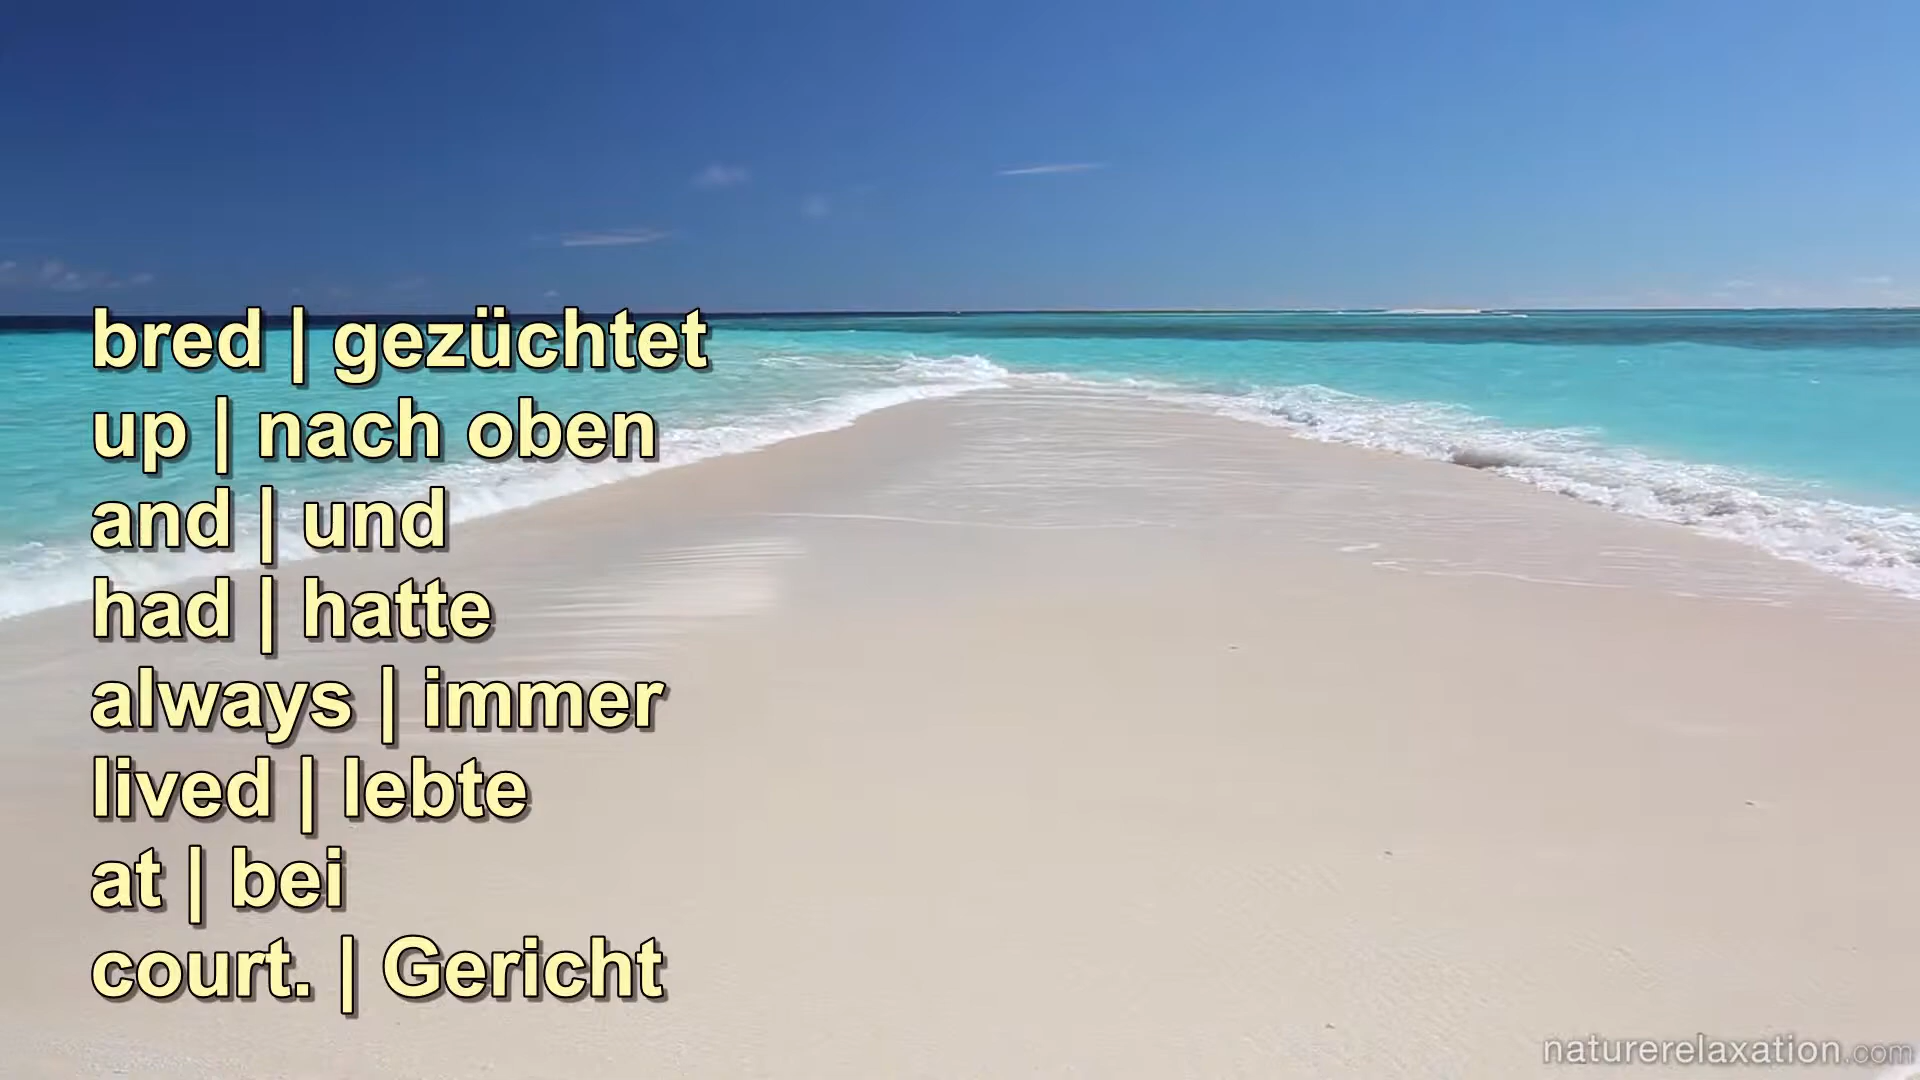 bred | gezüchtet
up | nach oben
and | und
had | hatte
always | immer
lived | lebte
at | bei
court. | Gericht
naturerelaxation.com